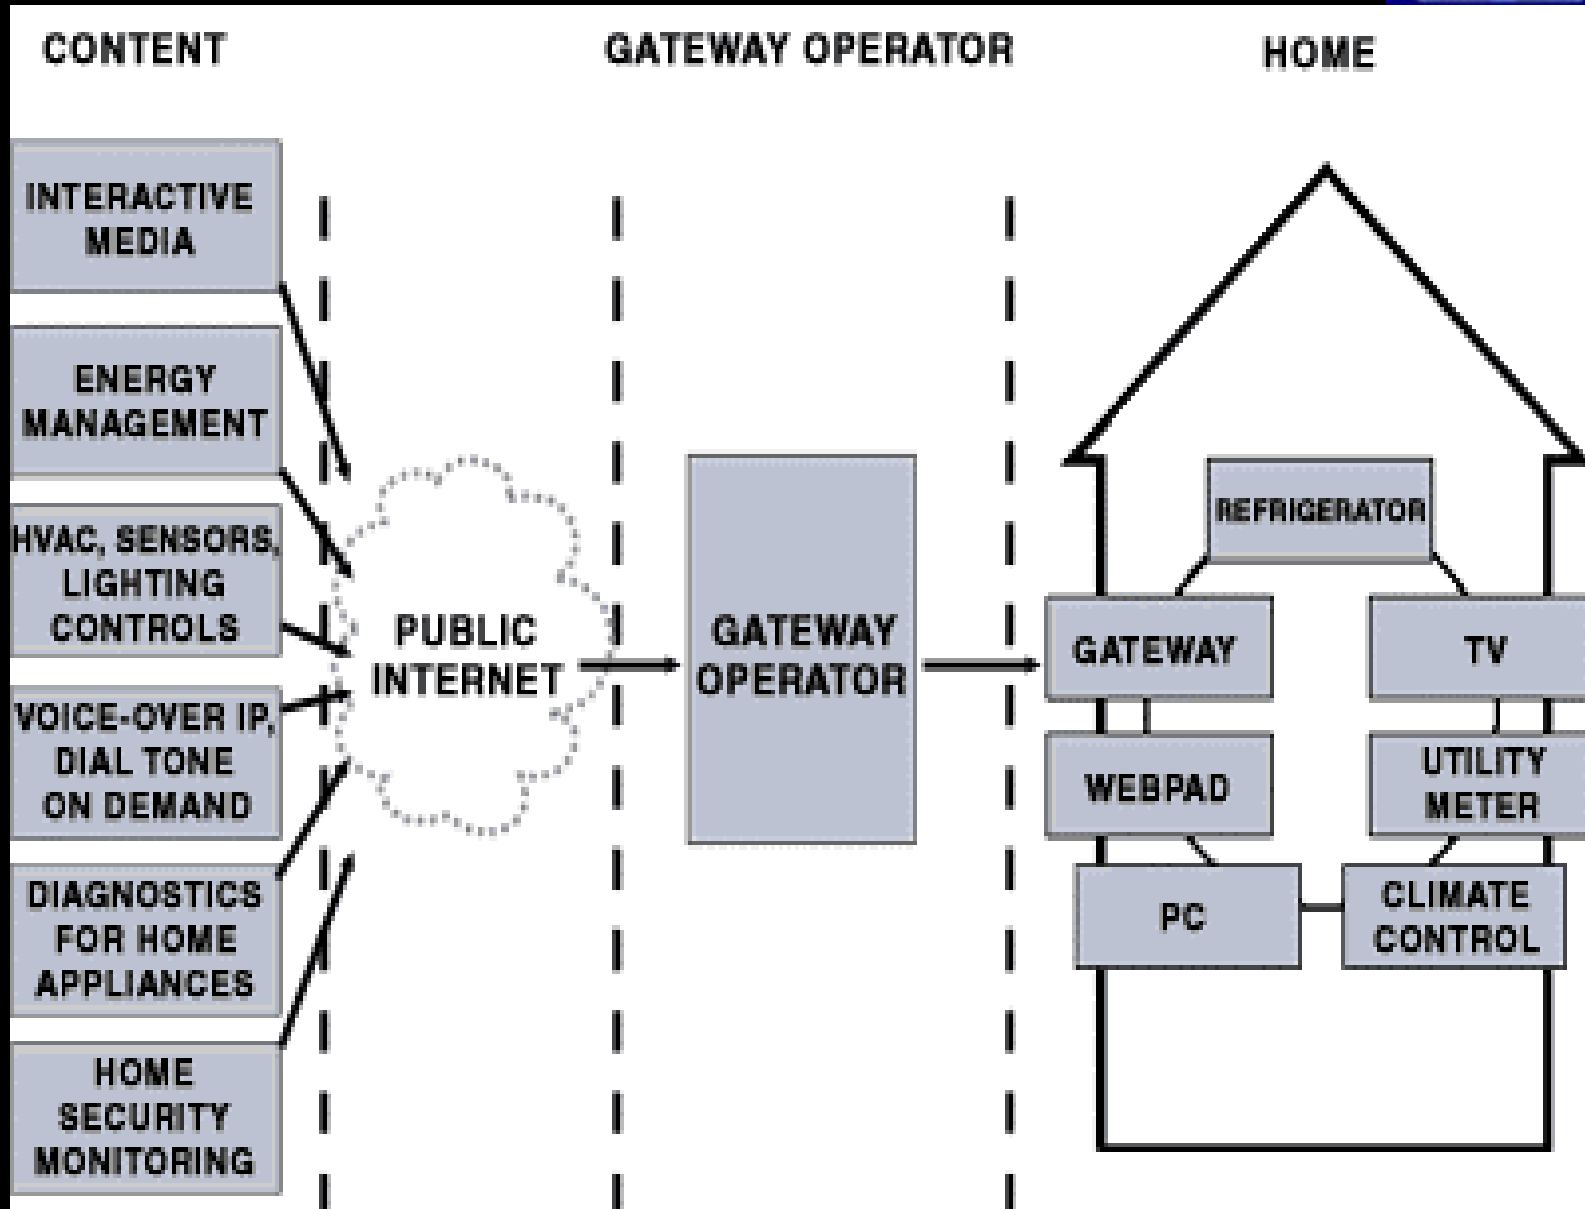 CONTENT
GATEWAY OPERATOR
HOME
INTERACTIVE
MEDIA
ENERGY
MANAGEMENT
HVAC, SENSORS,
LIGHTING
CONTROLS
VOICE-OVER IP,
DIAL TONE
ON DEMAND
DIAGNOSTICS
FOR HOME
APPLIANCES
HOME
SECURITY
MONITORING
PUBLIC
INTERNET
GATEWAY
OPERATOR
REFRIGERATOR
GATEWAY
TV
WEBPAD
UTILITY
METER
PC
CLIMATE
CONTROL